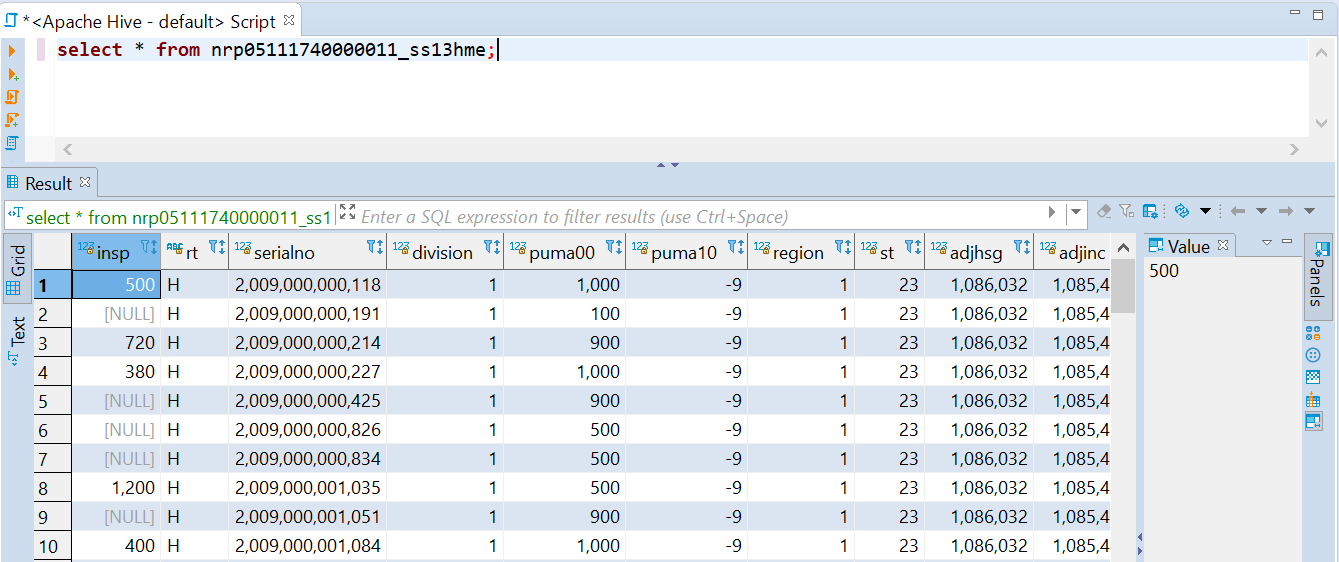 *<Apache Hive - default> Script
select * from nrp05111740000011_ss13hme;
Result
select * from nrp05111740000011_ss1 Enter a SQL expression to filter results (use Ctrl+Space)
Grid
Text
123 insp ABC rt 123 serialno 123 division 123 puma00 123 puma10 123 region 123 st 123 adjhsg 123 adjinc
1 500 H 2,009,000,000,118 1 1,000 -9 1 23 1,086,032 1,085,4
2 [NULL] H 2,009,000,000,191 1 100 -9 1 23 1,086,032 1,085,4
3 720 H 2,009,000,000,214 1 900 -9 1 23 1,086,032 1,085,4
4 380 H 2,009,000,000,227 1 1,000 -9 1 23 1,086,032 1,085,4
5 [NULL] H 2,009,000,000,425 1 900 -9 1 23 1,086,032 1,085,4
6 [NULL] H 2,009,000,000,826 1 500 -9 1 23 1,086,032 1,085,4
7 [NULL] H 2,009,000,000,834 1 500 -9 1 23 1,086,032 1,085,4
8 1,200 H 2,009,000,001,035 1 500 -9 1 23 1,086,032 1,085,4
9 [NULL] H 2,009,000,001,051 1 900 -9 1 23 1,086,032 1,085,4
10 400 H 2,009,000,001,084 1 1,000 -9 1 23 1,086,032 1,085,4
Value
500
Panels